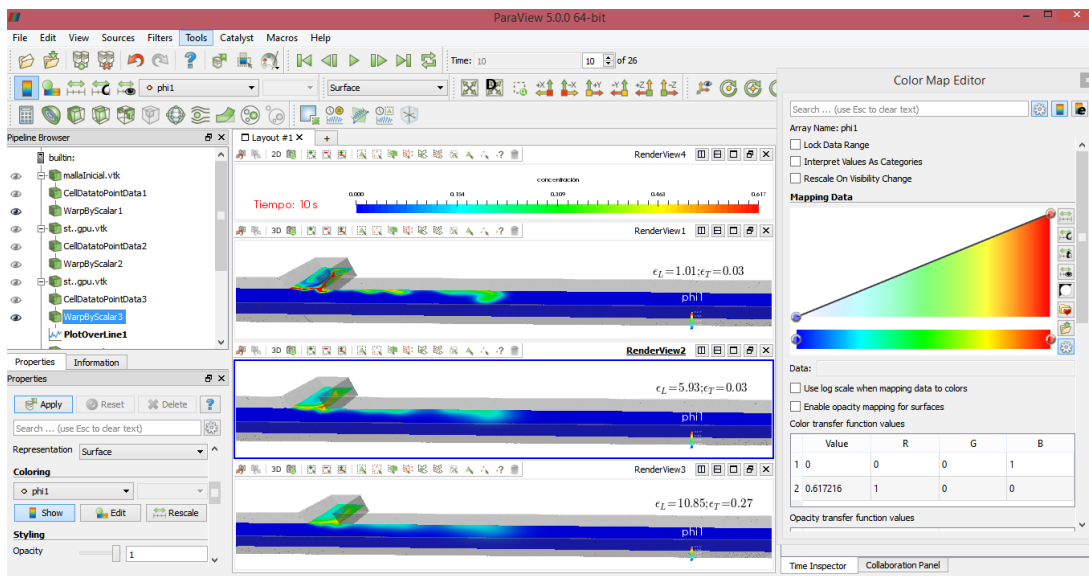 ParaView 5.0.0 64-bit
File Edit View Sources Filters Tools Catalyst Macros Help
Time: 10 10 of 26
phi1 Surface
Color Map Editor
Search ... (use Esc to clear text)
Array Name: phi1
Lock Data Range
Interpret Values As Categories
Rescale On Visibility Change
Mapping Data
Data:
Use log scale when mapping data to colors
Enable opacity mapping for surfaces
Color transfer function values
Value R G B
1 0 0 0 1
2 0.617216 1 0 0
Opacity transfer function values
Time Inspector Collaboration Panel
Pipeline Browser
builtin:
mallaInicial.vtk
CellDatatoPointData1
WarpByScalar1
st..gpu.vtk
CellDatatoPointData2
WarpByScalar2
st..gpu.vtk
CellDatatoPointData3
WarpByScalar3
PlotOverLine1
Properties Information
Properties
Apply Reset Delete ?
Search ... (use Esc to clear text)
Representation Surface
Coloring
phi1
Show Edit Rescale
Styling
Opacity 1
Layout #1 X +
2D RenderView4
concentración
0.000 0.154 0.309 0.463 0.617
Tiempo: 10 s
3D RenderView1
ϵL=1.01;ϵT=0.03
phi1
3D RenderView2
ϵL=5.93;ϵT=0.03
phi1
3D RenderView3
ϵL=10.85;ϵT=0.27
phi1